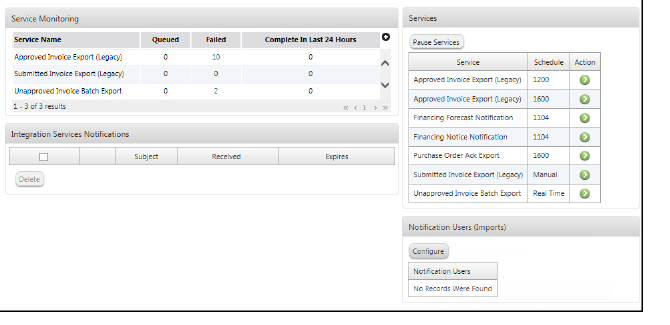 Service Monitoring
Service Name Queued Failed Complete In Last 24 Hours
Approved Invoice Export (Legacy) 0 10 0
Submitted Invoice Export (Legacy) 0 0 0
Unapproved Invoice Batch Export 0 2 0
1 - 3 of 3 results « < 1 > »
Integration Services Notifications
Subject Received Expires
Delete
Services
Pause Services
Service Schedule Action
Approved Invoice Export (Legacy) 1200
Approved Invoice Export (Legacy) 1600
Financing Forecast Notification 1104
Financing Notice Notification 1104
Purchase Order Ack Export 1600
Submitted Invoice Export (Legacy) Manual
Unapproved Invoice Batch Export Real Time
Notification Users (Imports)
Configure
Notification Users
No Records Were Found